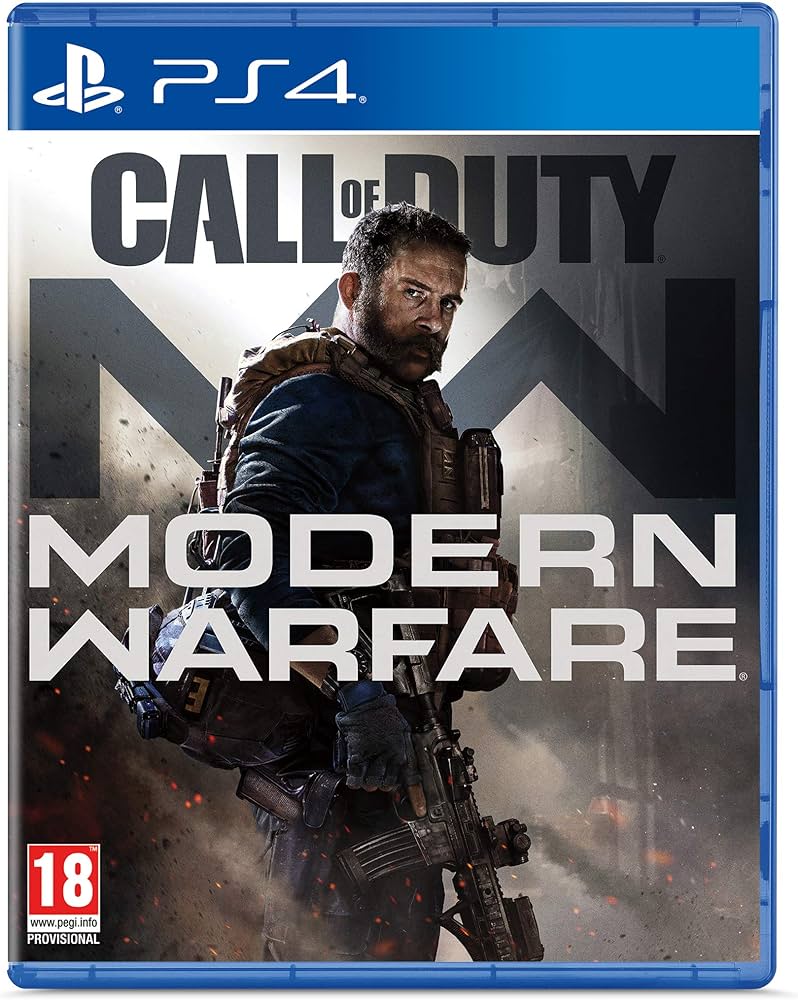 PS4
CALL OF DUTY
MW
MODERN
WARFARE
18
www.pegi.info
PROVISIONAL